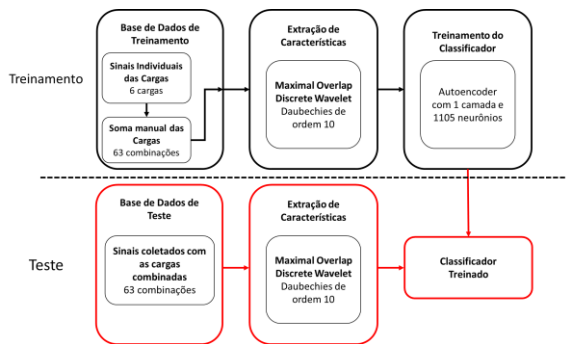 Treinamento
Base de Dados de
Treinamento
Sinais Individuais
das Cargas
6 cargas
Soma manual das
Cargas
63 combinações
Extração de
Características
Maximal Overlap
Discrete Wavelet
Daubechies de
ordem 10
Treinamento do
Classificador
Autoencoder
com 1 camada e
1105 neurônios
Teste
Base de Dados de
Teste
Sinais coletados com
as cargas
combinadas
63 combinações
Extração de
Características
Maximal Overlap
Discrete Wavelet
Daubechies de
ordem 10
Classificador
Treinado